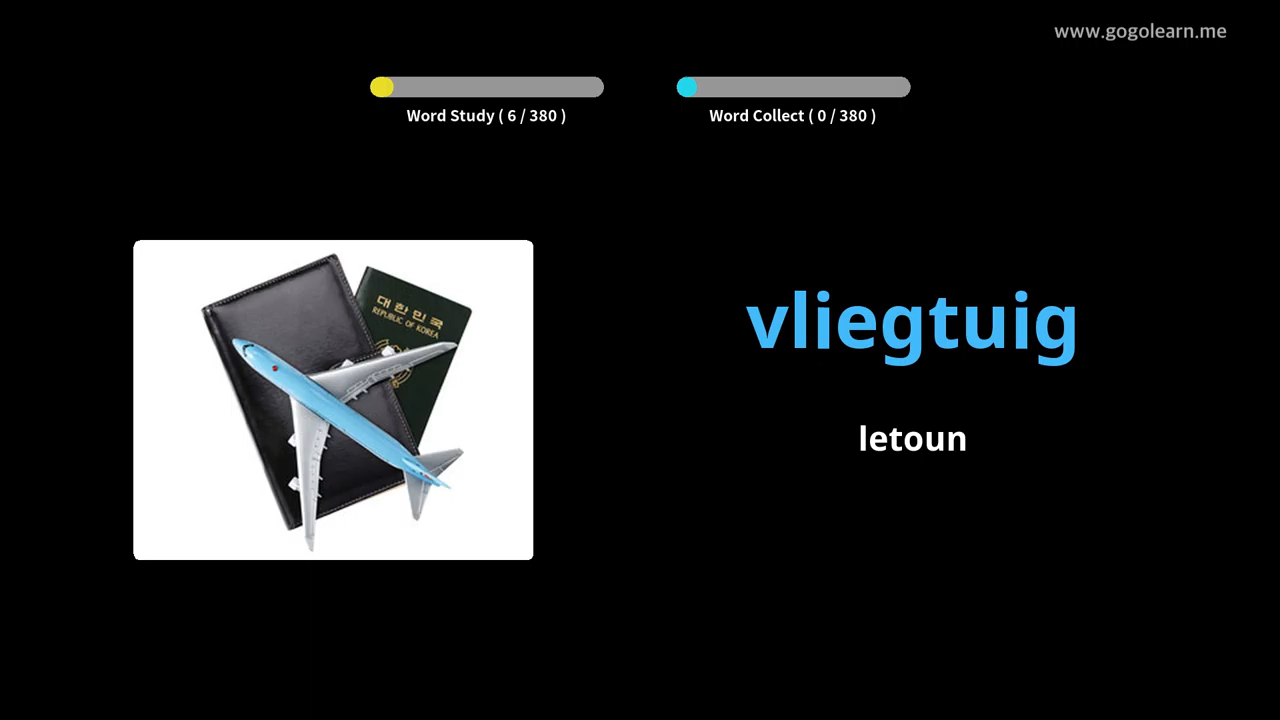 www.gogolearn.me
Word Study ( 6 / 380 )
Word Collect ( 0 / 380 )
대한민국
REPUBLIC OF KOREA
vliegtuig
letoun